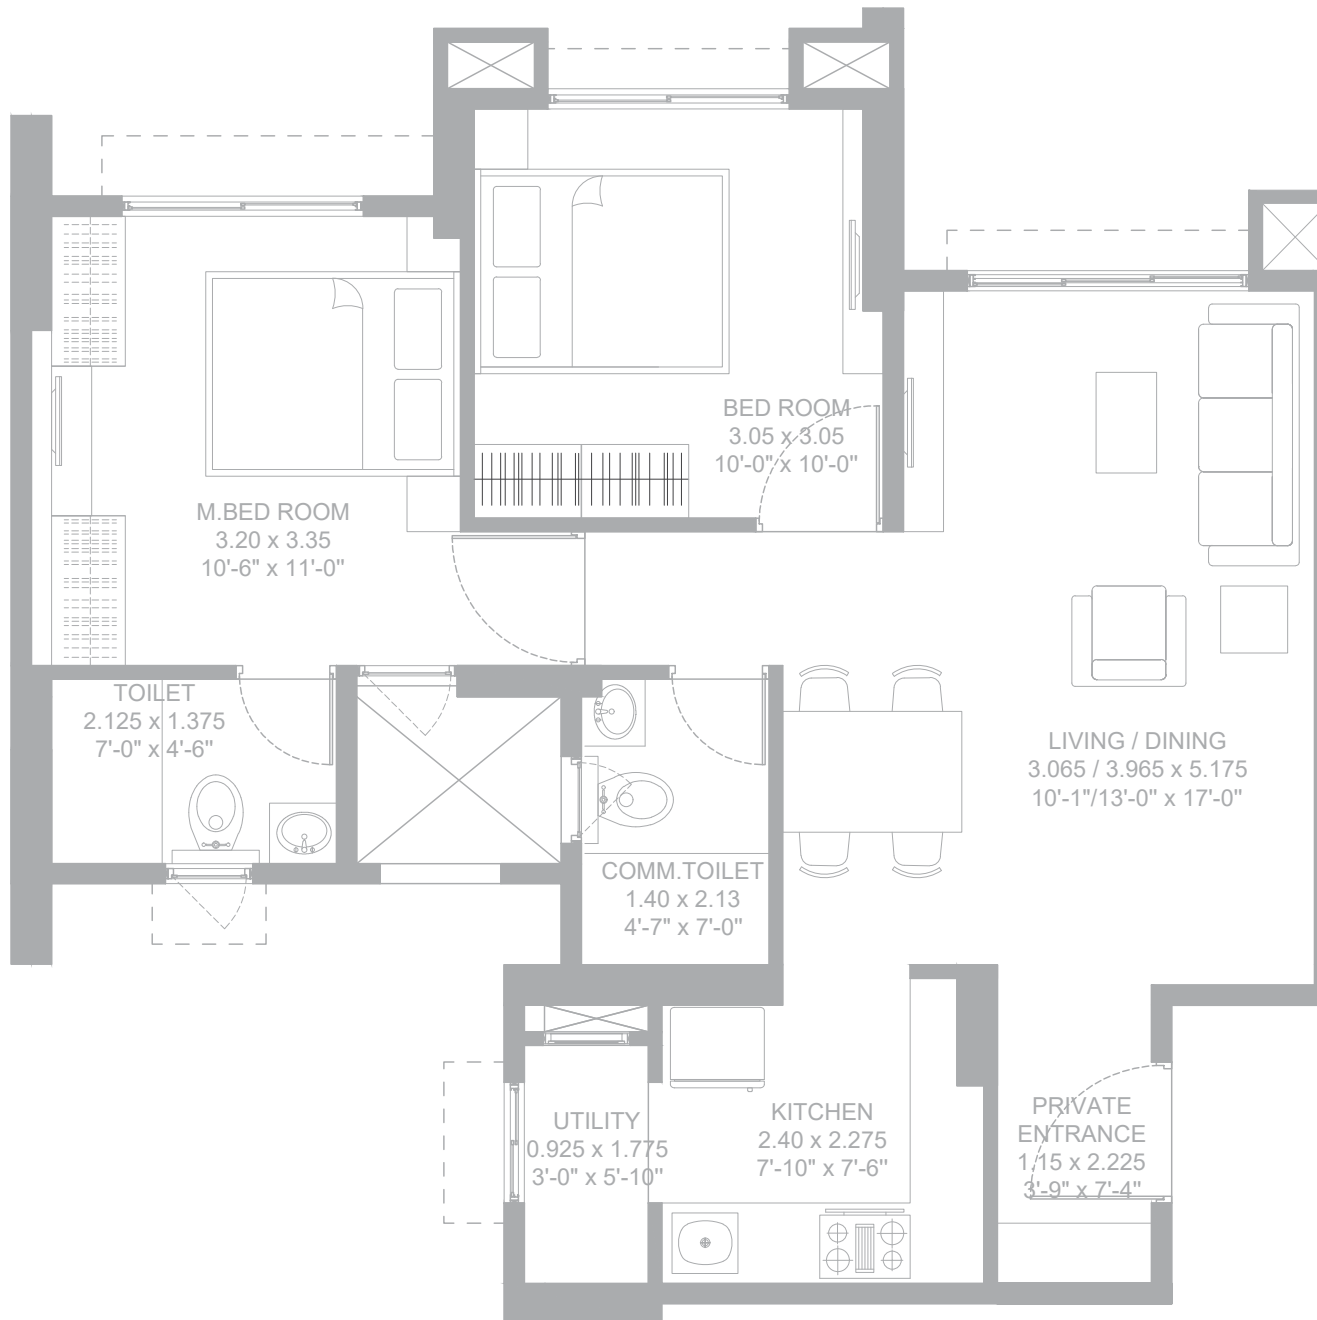 BED ROOM
3.05 x 3.05
10'-0" x 10'-0"
M.BED ROOM
3.20 x 3.35
10'-6" x 11'-0"
TOILET
2.125 x 1.375
7'-0" x 4'-6"
LIVING / DINING
3.065 / 3.965 x 5.175
10'-1"/13'-0" x 17'-0"
COMM.TOILET
1.40 x 2.13
4'-7" x 7'-0"
UTILITY
0.925 x 1.775
3'-0" x 5'-10"
KITCHEN
2.40 x 2.275
7'-10" x 7'-6"
PRIVATE
ENTRANCE
1.15 x 2.225
3'-9" x 7'-4"